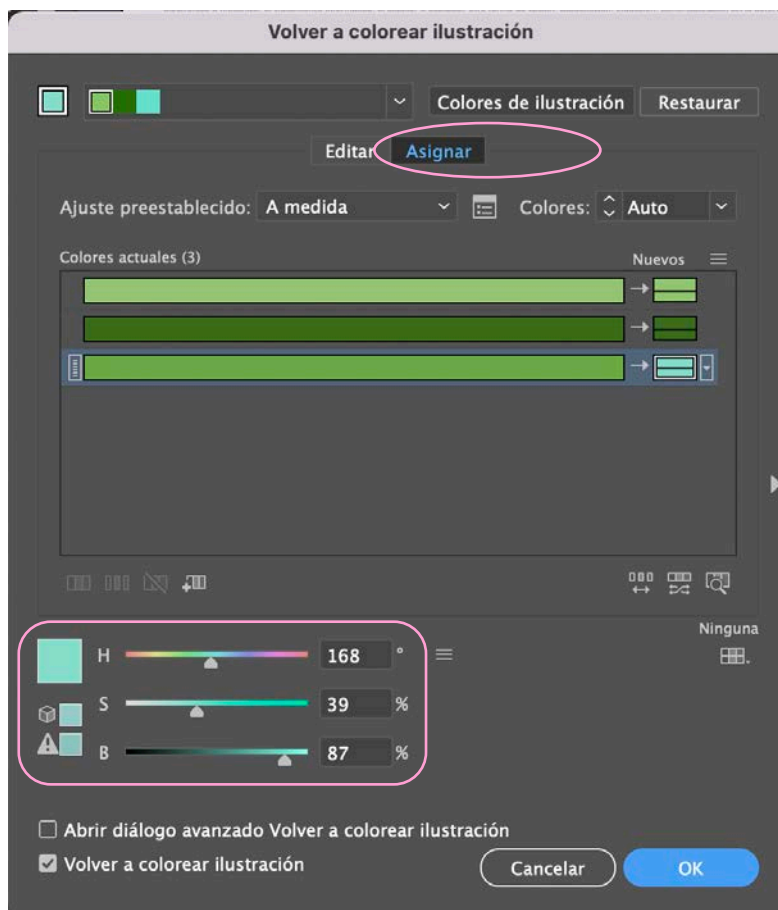 Volver a colorear ilustración
Colores de ilustración Restaurar
Editar Asignar
Ajuste preestablecido: A medida Colores: Auto
Colores actuales (3) Nuevos
Ninguna
H 168 °
S 39 %
B 87 %
Abrir diálogo avanzado Volver a colorear ilustración
Volver a colorear ilustración
Cancelar OK